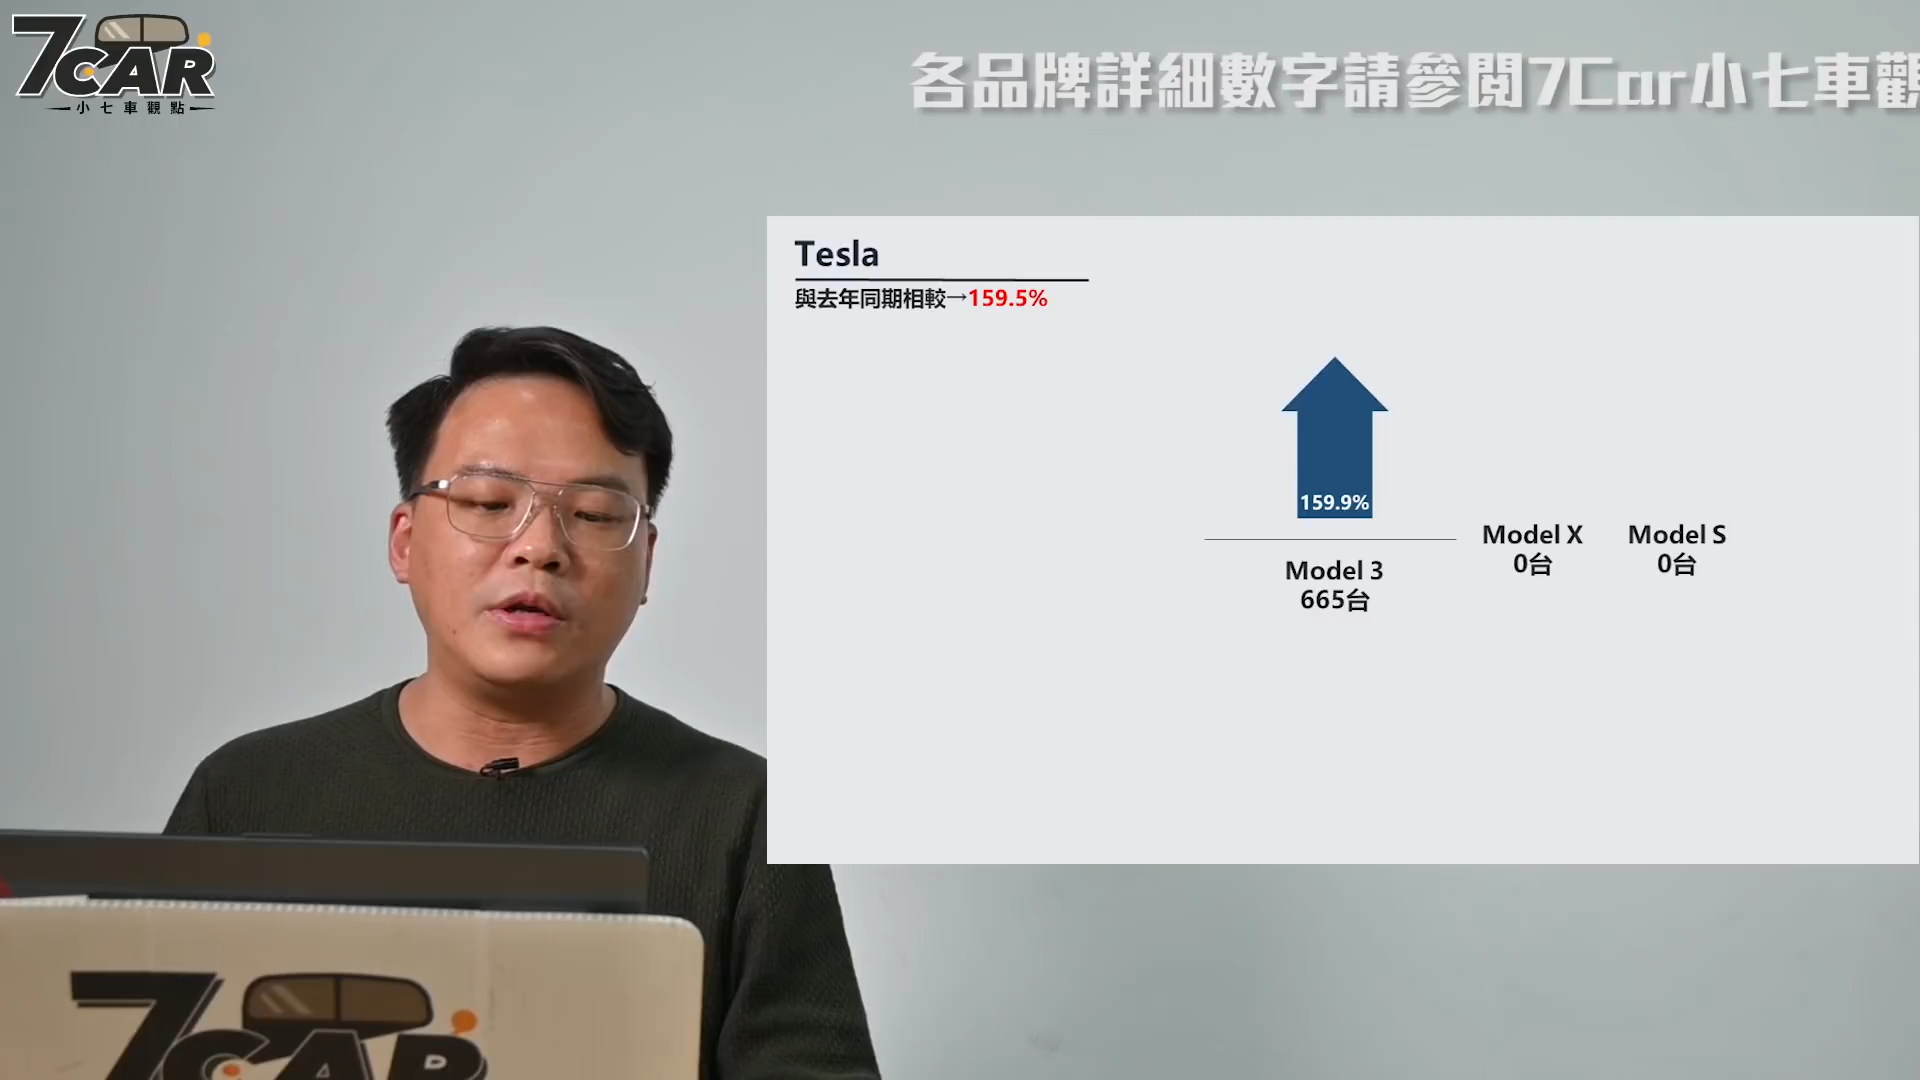 7CAR
小七車觀點
各品牌詳細數字請參閱7Car小七車觀
Tesla
與去年同期相較→159.5%
159.9%
Model 3
665台
Model X
0台
Model S
0台
7CAR